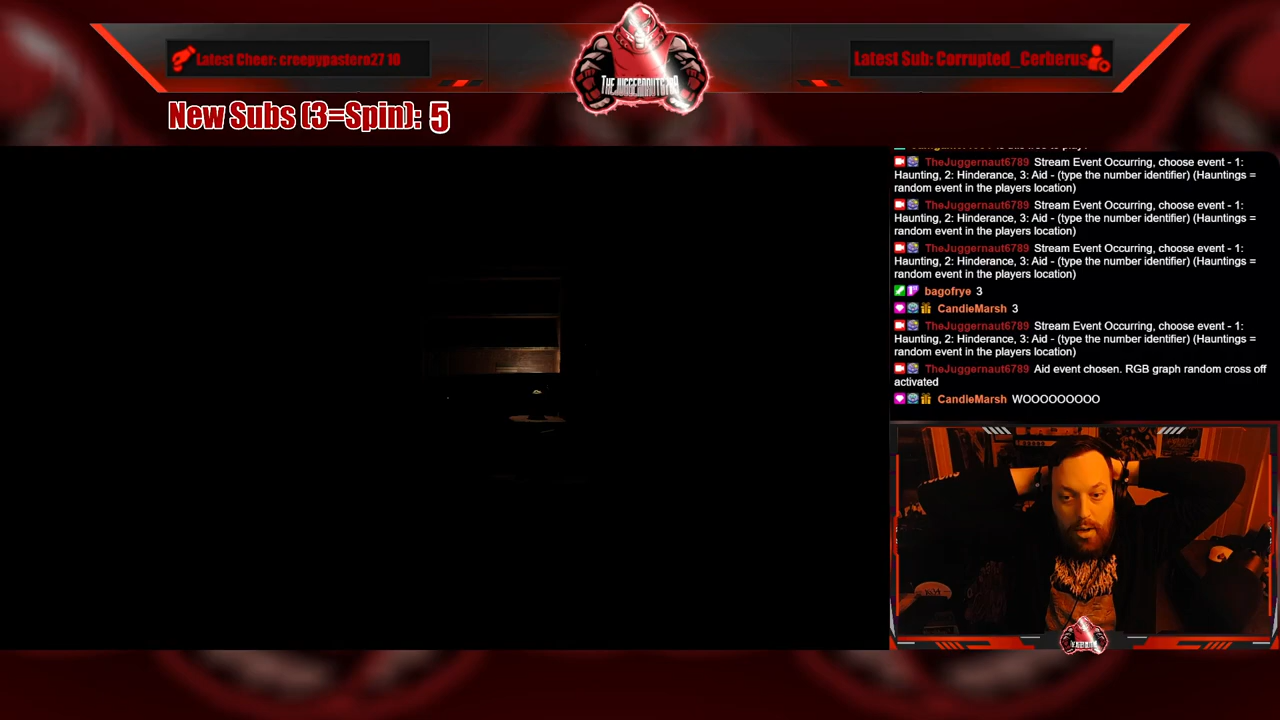 Latest Cheer: creepypastero27 10
THEJUGGERNAUT6789
Latest Sub: Corrupted_Cerberus
New Subs (3=Spin): 5
TheJuggernaut6789 Stream Event Occurring, choose event - 1:
Haunting, 2: Hinderance, 3: Aid - (type the number identifier) (Hauntings =
random event in the players location)
TheJuggernaut6789 Stream Event Occurring, choose event - 1:
Haunting, 2: Hinderance, 3: Aid - (type the number identifier) (Hauntings =
random event in the players location)
TheJuggernaut6789 Stream Event Occurring, choose event - 1:
Haunting, 2: Hinderance, 3: Aid - (type the number identifier) (Hauntings =
random event in the players location)
bagofrye 3
CandieMarsh 3
TheJuggernaut6789 Stream Event Occurring, choose event - 1:
Haunting, 2: Hinderance, 3: Aid - (type the number identifier) (Hauntings =
random event in the players location)
TheJuggernaut6789 Aid event chosen. RGB graph random cross off
activated
CandieMarsh WOOOOOOOOO